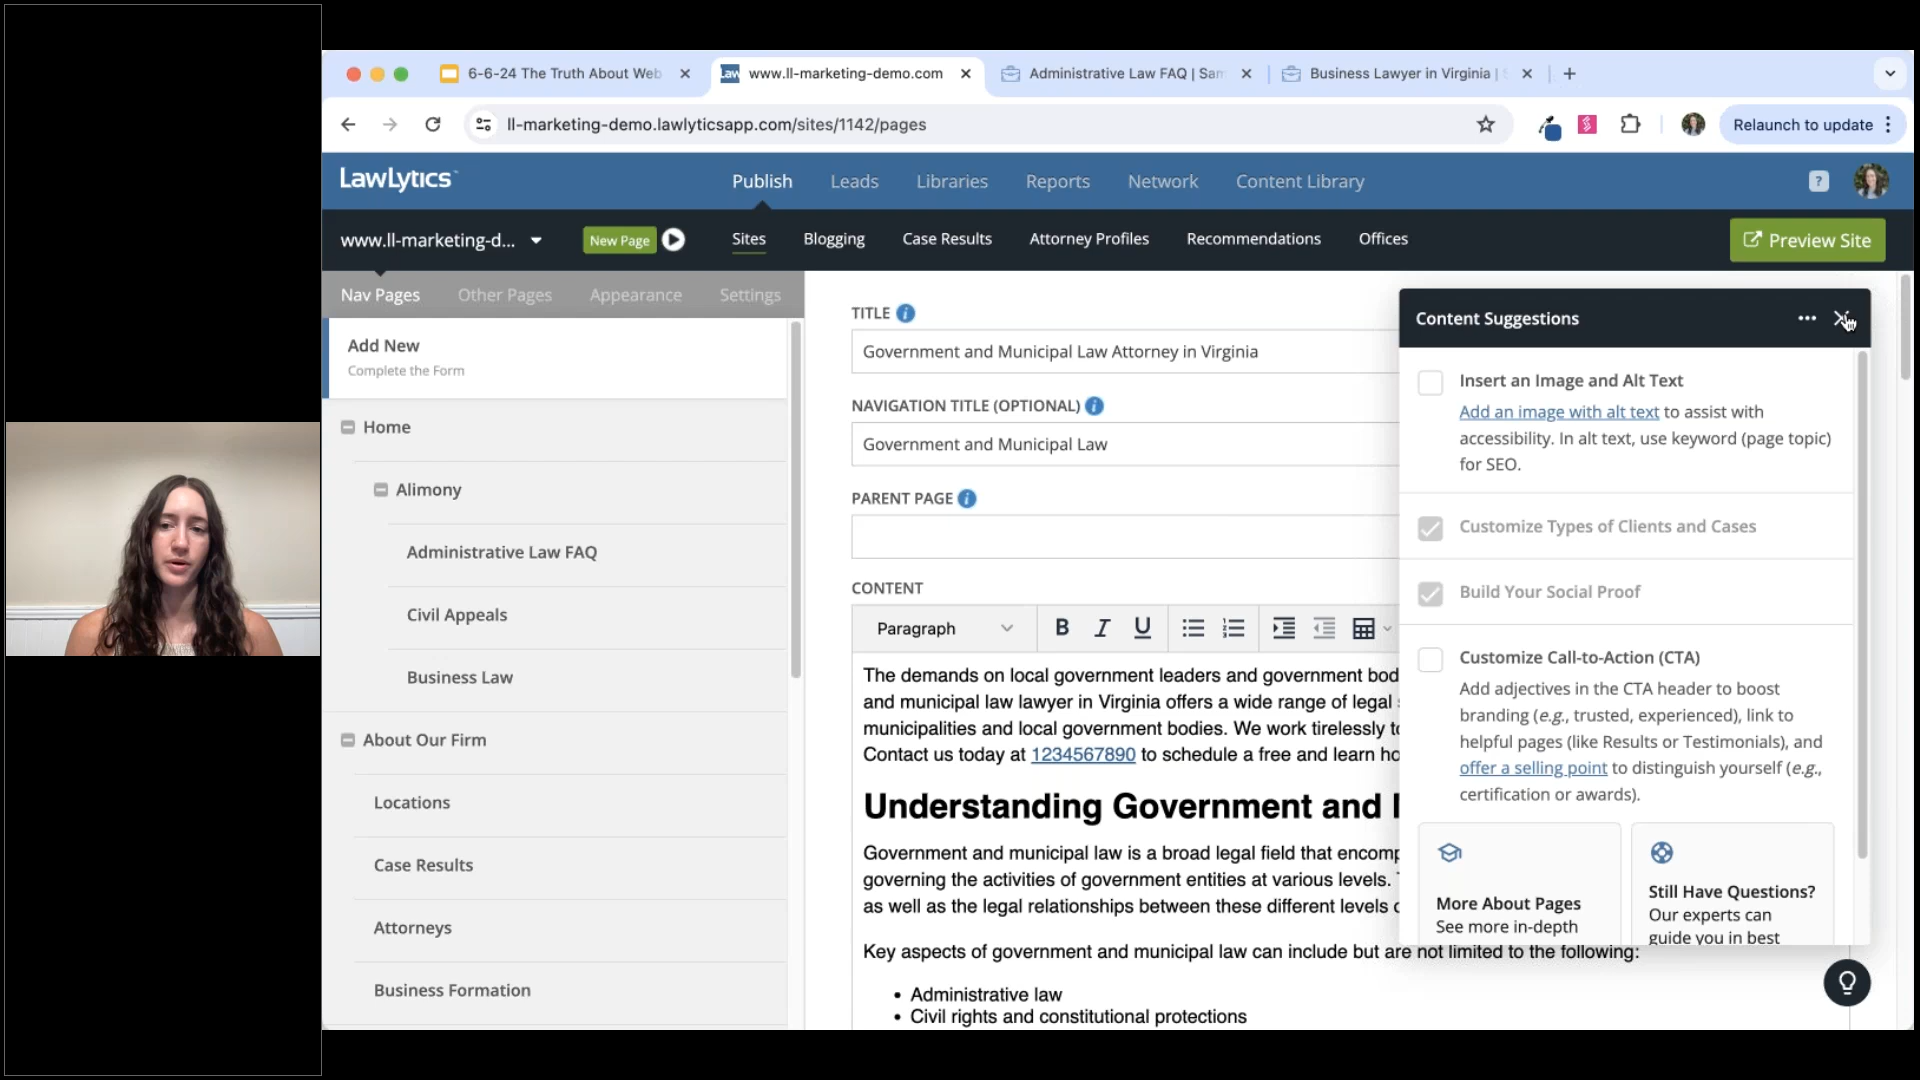 6-6-24 The Truth About Web
www.ll-marketing-demo.com
Administrative Law FAQ | Sam
Business Lawyer in Virginia |
ll-marketing-demo.lawlyticsapp.com/sites/1142/pages
Relaunch to update
LAWLYTICS
Publish
Leads
Libraries
Reports
Network
Content Library
?
www.ll-marketing-d...
New Page
Sites
Blogging
Case Results
Attorney Profiles
Recommendations
Offices
Preview Site
Nav Pages
Other Pages
Appearance
Settings
Add New
Complete the Form
Home
Alimony
Administrative Law FAQ
Civil Appeals
Business Law
About Our Firm
Locations
Case Results
Attorneys
Business Formation
TITLE i
Government and Municipal Law Attorney in Virginia
NAVIGATION TITLE (OPTIONAL) i
Government and Municipal Law
PARENT PAGE i
CONTENT
Paragraph
B I U
The demands on local government leaders and government bod
and municipal law lawyer in Virginia offers a wide range of legal
municipalities and local government bodies. We work tirelessly to
Contact us today at 1234567890 to schedule a free and learn ho
Understanding Government and
Government and municipal law is a broad legal field that encomp
governing the activities of government entities at various levels.
as well as the legal relationships between these different levels
Key aspects of government and municipal law can include but are not limited to the following:
• Administrative law
• Civil rights and constitutional protections
Content Suggestions
Insert an Image and Alt Text
Add an image with alt text to assist with
accessibility. In alt text, use keyword (page topic)
for SEO.
Customize Types of Clients and Cases
Build Your Social Proof
Customize Call-to-Action (CTA)
Add adjectives in the CTA header to boost
branding (e.g., trusted, experienced), link to
helpful pages (like Results or Testimonials), and
offer a selling point to distinguish yourself (e.g.,
certification or awards).
More About Pages
See more in-depth
Still Have Questions?
Our experts can
guide you in best